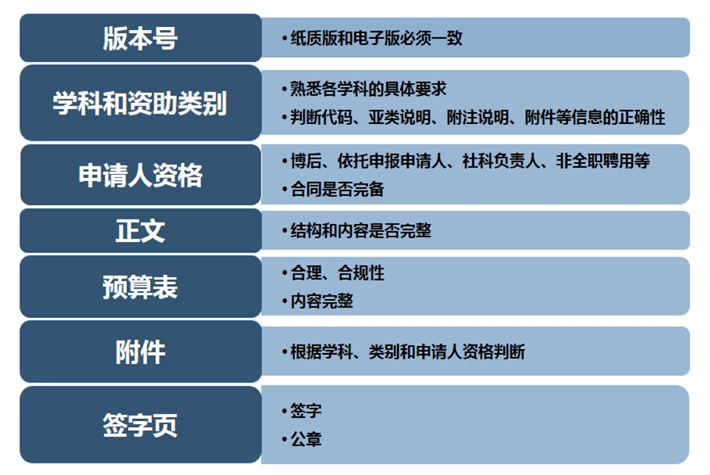 版本号
•纸质版和电子版必须一致
学科和资助类别
•熟悉各学科的具体要求
•判断代码、亚类说明、附注说明、附件等信息的正确性
申请人资格
•博后、依托申报申请人、社科负责人、非全职聘用等
•合同是否完备
正文
•结构和内容是否完整
预算表
•合理、合规性
•内容完整
附件
•根据学科、类别和申请人资格判断
签字页
•签字
•公章